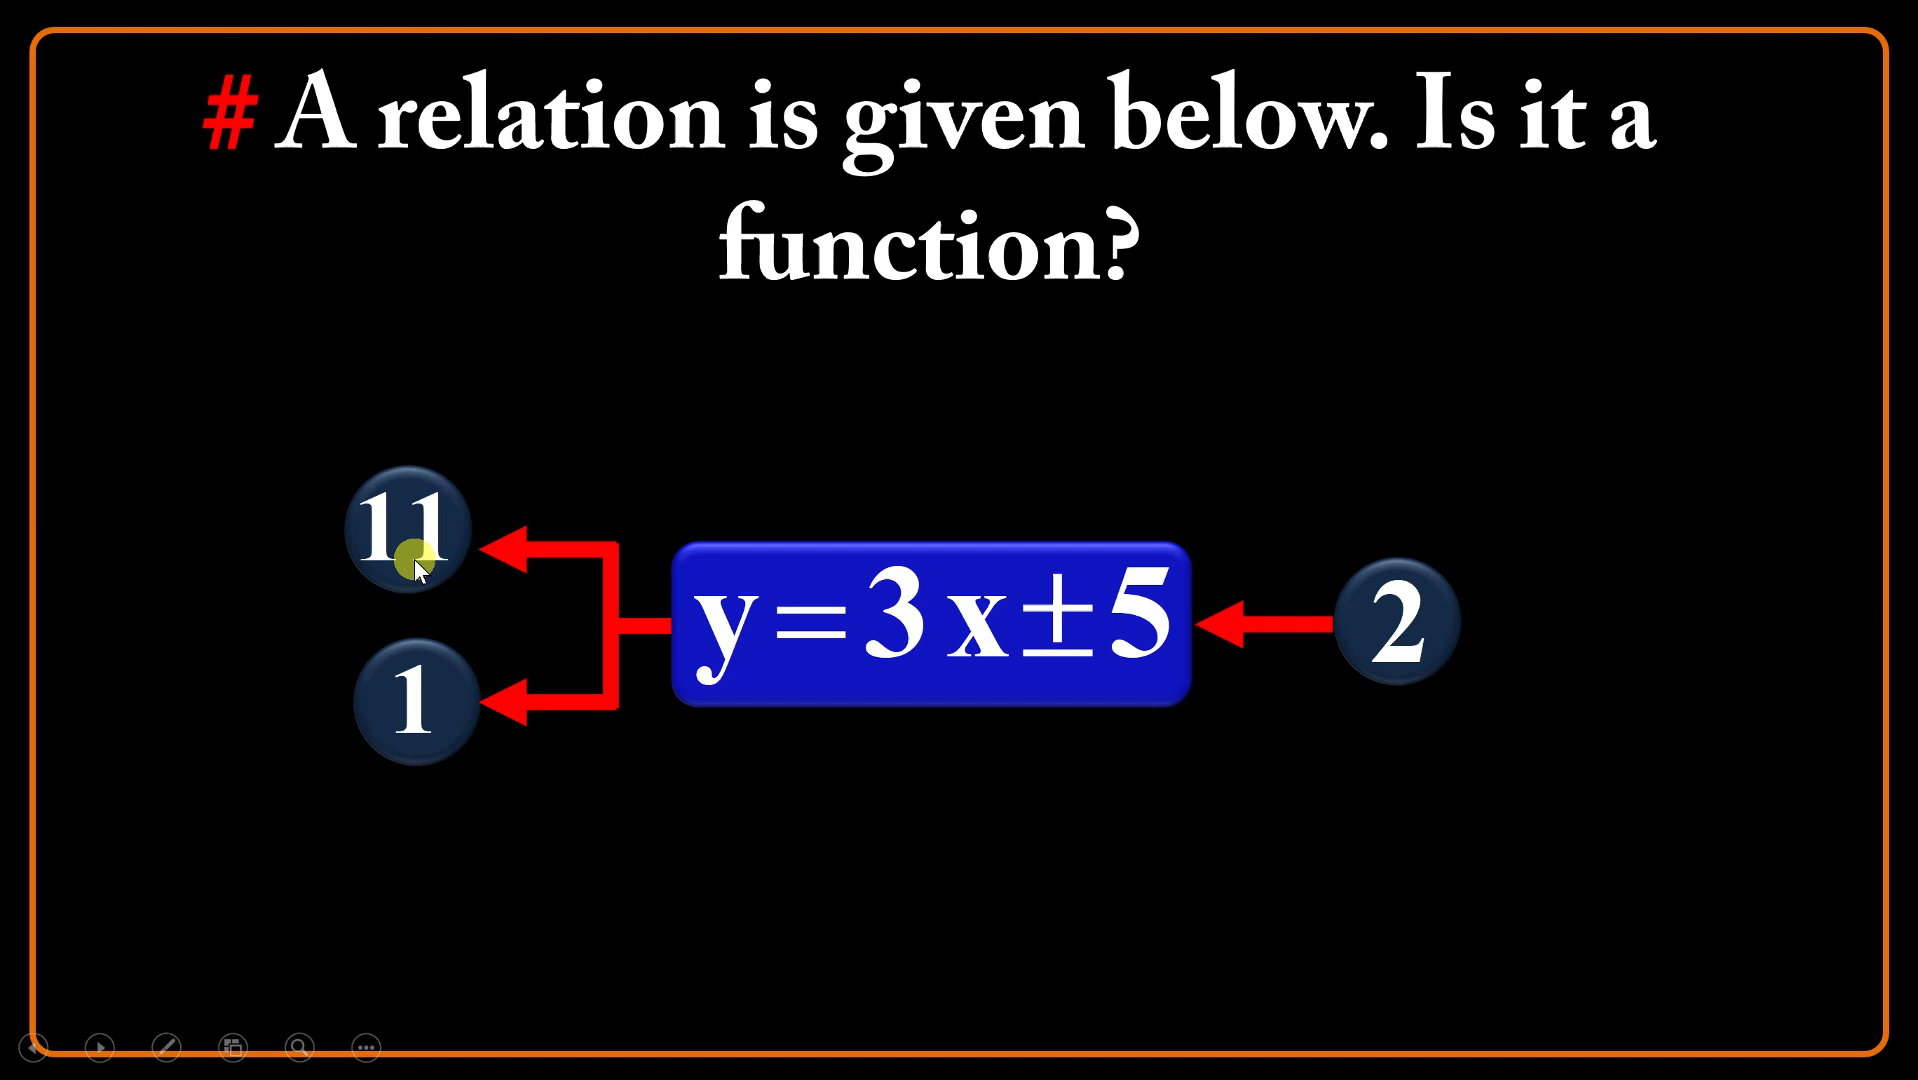 # A relation is given below. Is it a
function?
11
y=3x±5
2
1